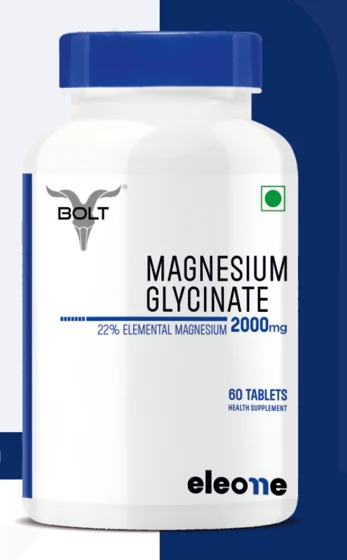 BOLT
®
MAGNESIUM
GLYCINATE
22% ELEMENTAL MAGNESIUM 2000mg
60 TABLETS
HEALTH SUPPLEMENT
eleone